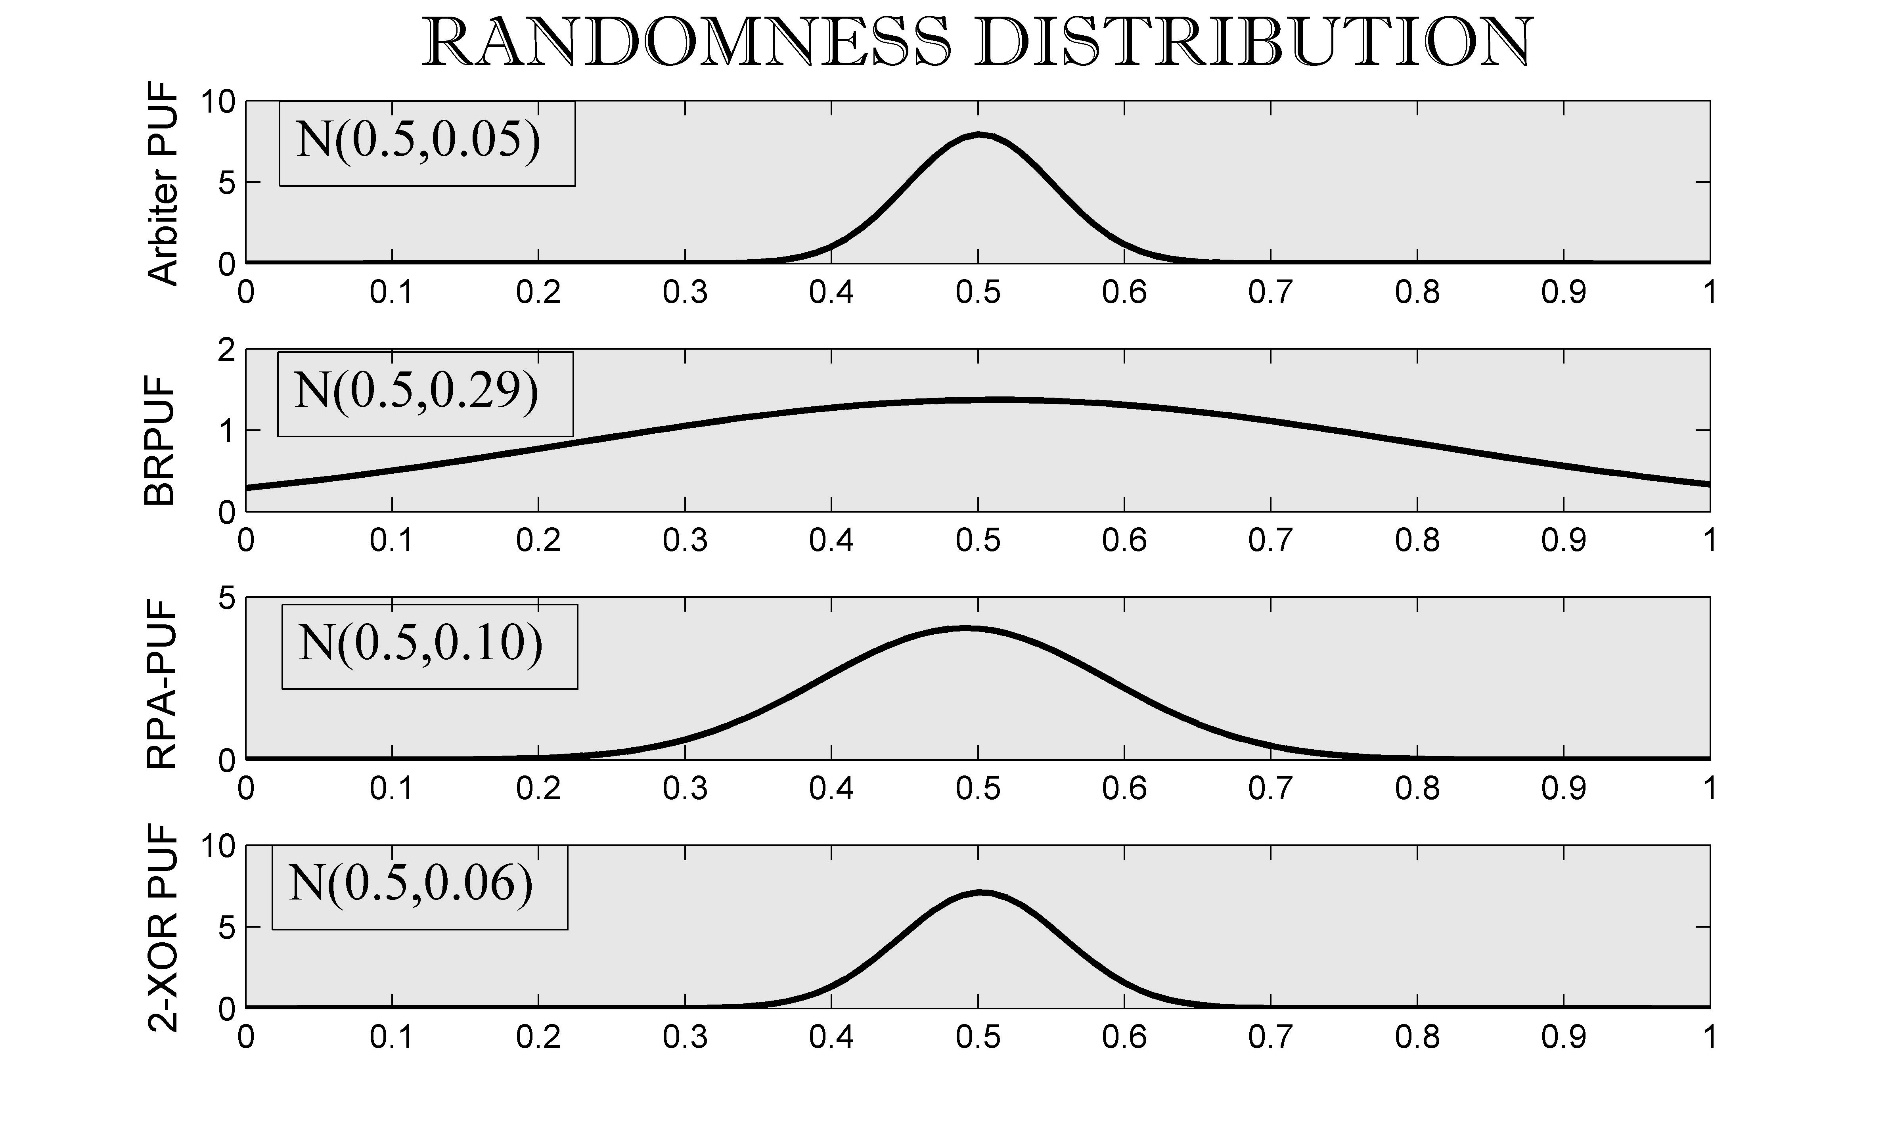 RANDOMNESS DISTRIBUTION
Arbiter PUF
10
5
0
N(0.5,0.05)
0 0.1 0.2 0.3 0.4 0.5 0.6 0.7 0.8 0.9 1
BRPUF
2
1
0
N(0.5,0.29)
0 0.1 0.2 0.3 0.4 0.5 0.6 0.7 0.8 0.9 1
RPA-PUF
5
0
N(0.5,0.10)
0 0.1 0.2 0.3 0.4 0.5 0.6 0.7 0.8 0.9 1
2-XOR PUF
10
5
0
N(0.5,0.06)
0 0.1 0.2 0.3 0.4 0.5 0.6 0.7 0.8 0.9 1